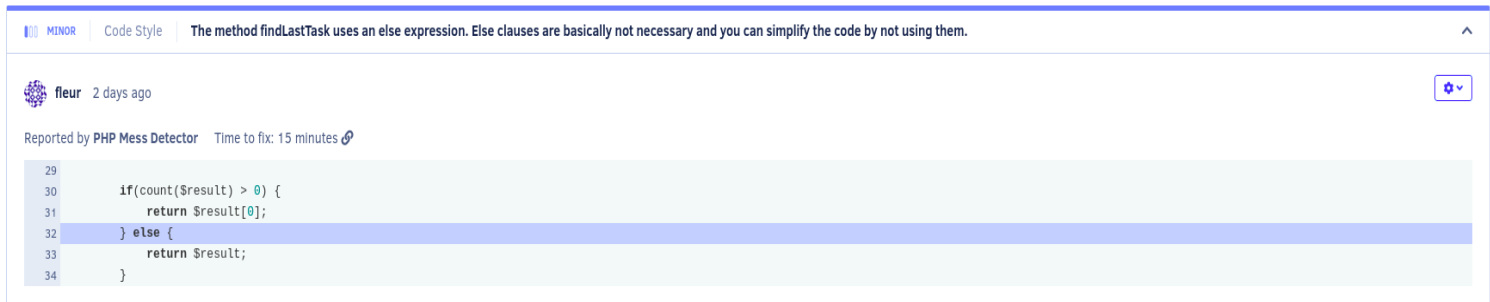 MINOR Code Style The method findLastTask uses an else expression. Else clauses are basically not necessary and you can simplify the code by not using them.
fleur 2 days ago
Reported by PHP Mess Detector Time to fix: 15 minutes
29
30 if(count($result) > 0) {
31 return $result[0];
32 } else {
33 return $result;
34 }